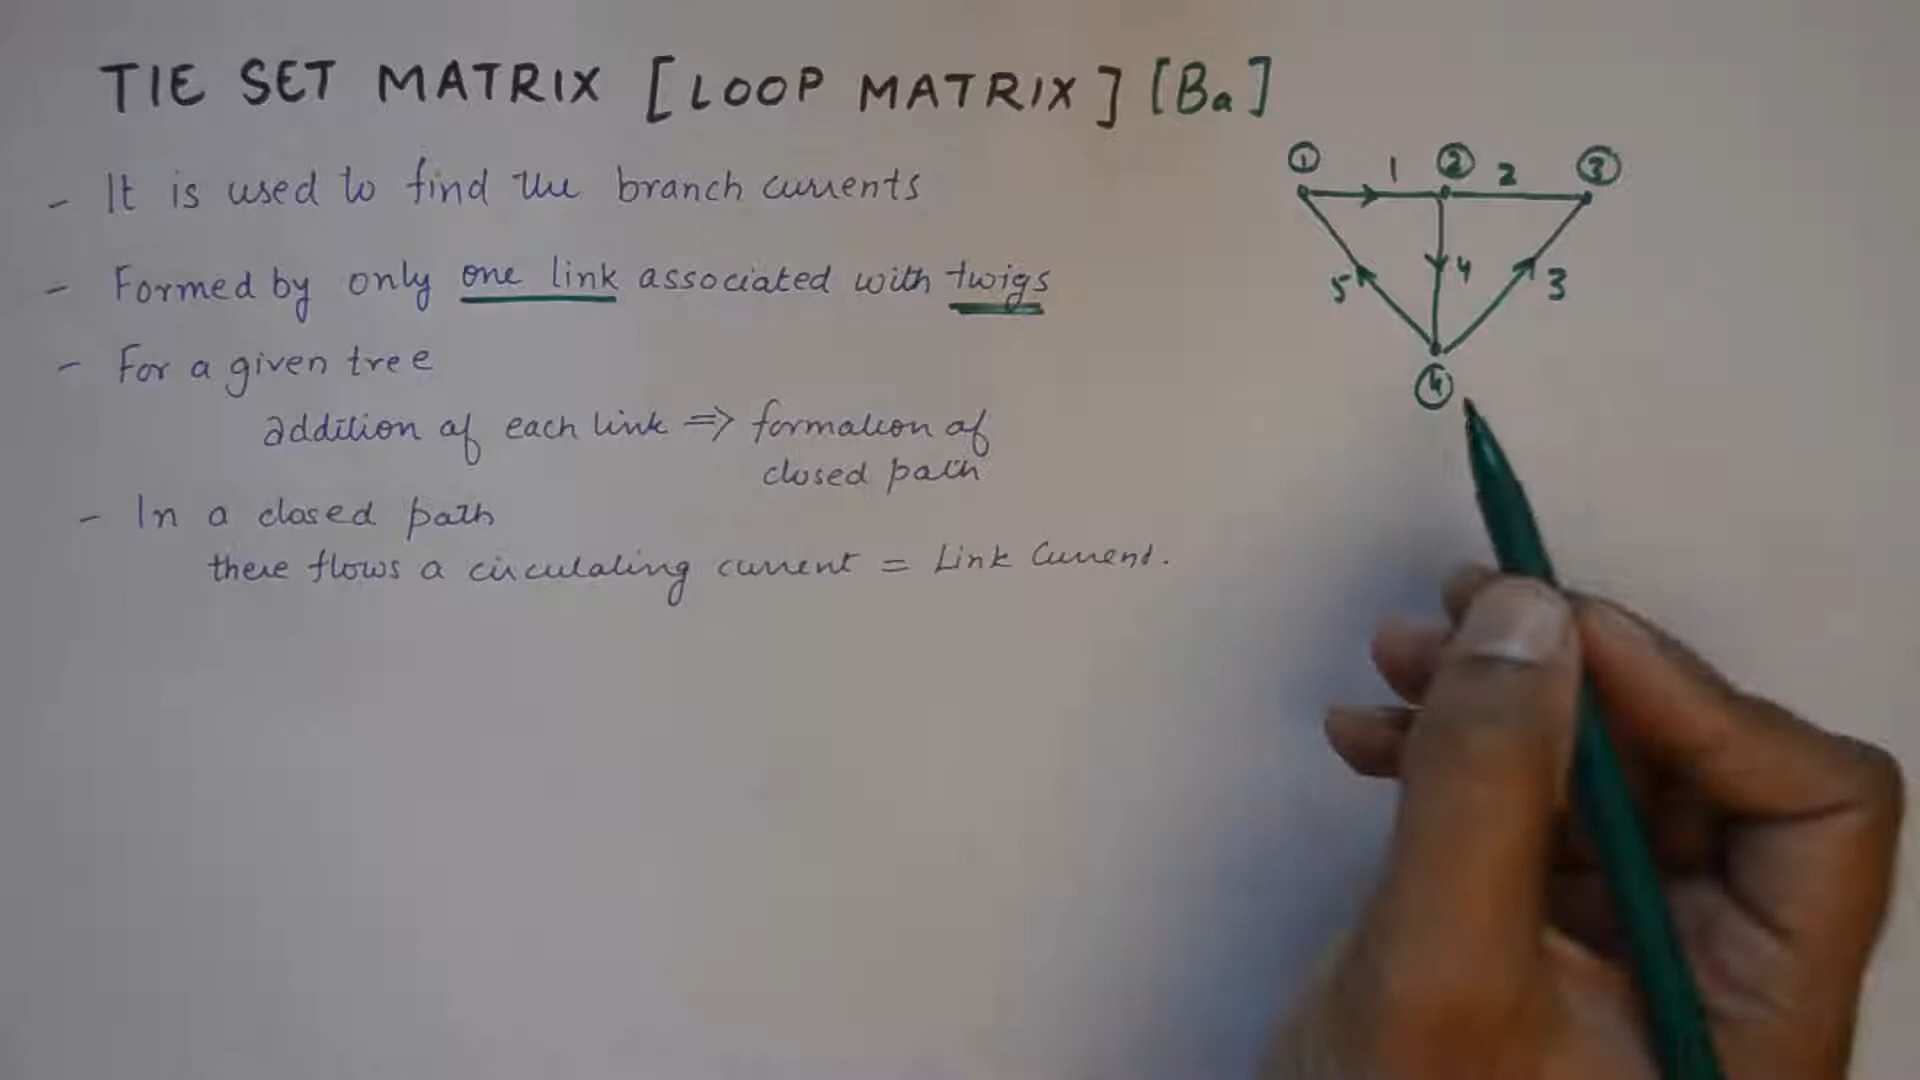 TIE SET MATRIX [LOOP MATRIX] [Ba]
- It is used to find the branch currents
- Formed by only one link associated with twigs
- For a given tree
addition of each link => formation of
closed path
- In a closed path
there flows a circulating current = Link Current.
① 1 ② 2 ③
5 4 3
④